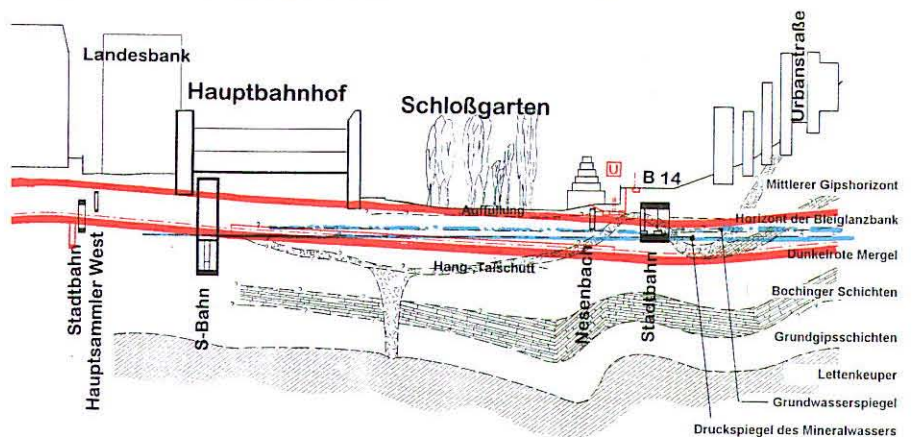 Landesbank
Hauptbahnhof
Schloßgarten
Urbanstraße
U
B 14
Mittlerer Gipshorizont
Auffüllung
Horizont der Bleiglanzbank
Dunkelrote Mergel
Hang-, Talschutt
Bochinger Schichten
Grundgipsschichten
Lettenkeuper
Grundwasserspiegel
Druckspiegel des Mineralwassers
Stadtbahn
Hauptsammler West
S-Bahn
Nesenbach
Stadtbahn